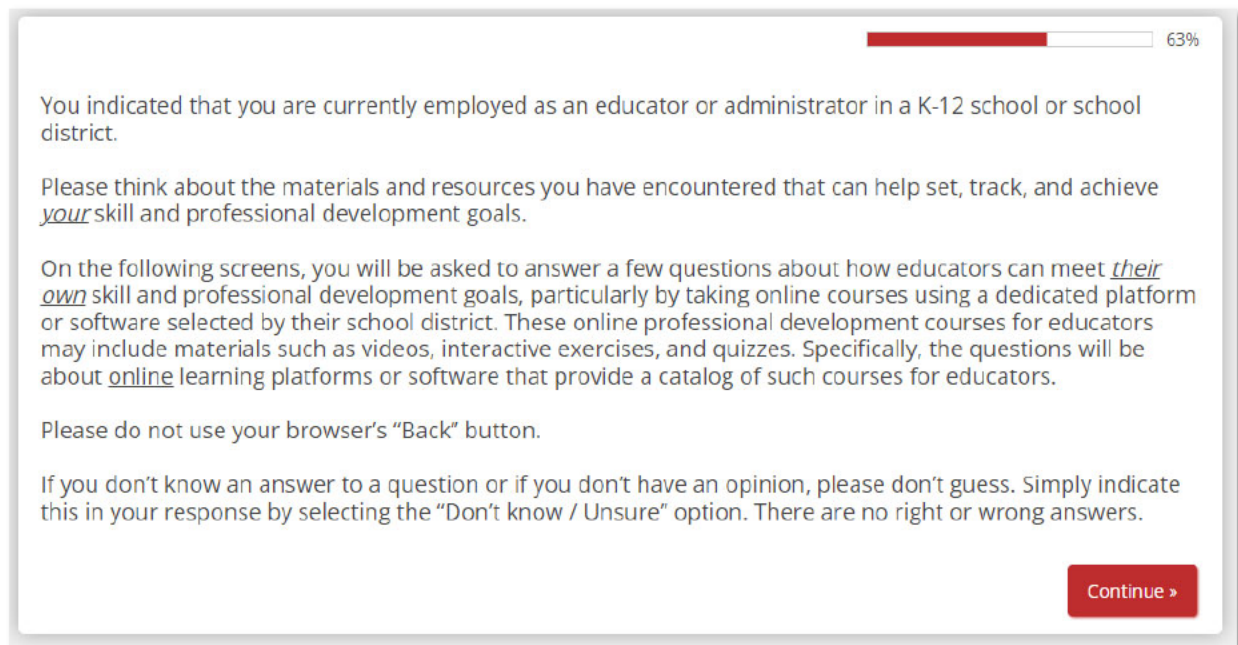 63%
You indicated that you are currently employed as an educator or administrator in a K-12 school or school
district.
Please think about the materials and resources you have encountered that can help set, track, and achieve
your skill and professional development goals.
On the following screens, you will be asked to answer a few questions about how educators can meet their
own skill and professional development goals, particularly by taking online courses using a dedicated platform
or software selected by their school district. These online professional development courses for educators
may include materials such as videos, interactive exercises, and quizzes. Specifically, the questions will be
about online learning platforms or software that provide a catalog of such courses for educators.
Please do not use your browser's “Back” button.
If you don't know an answer to a question or if you don't have an opinion, please don't guess. Simply indicate
this in your response by selecting the “Don't know / Unsure” option. There are no right or wrong answers.
Continue »